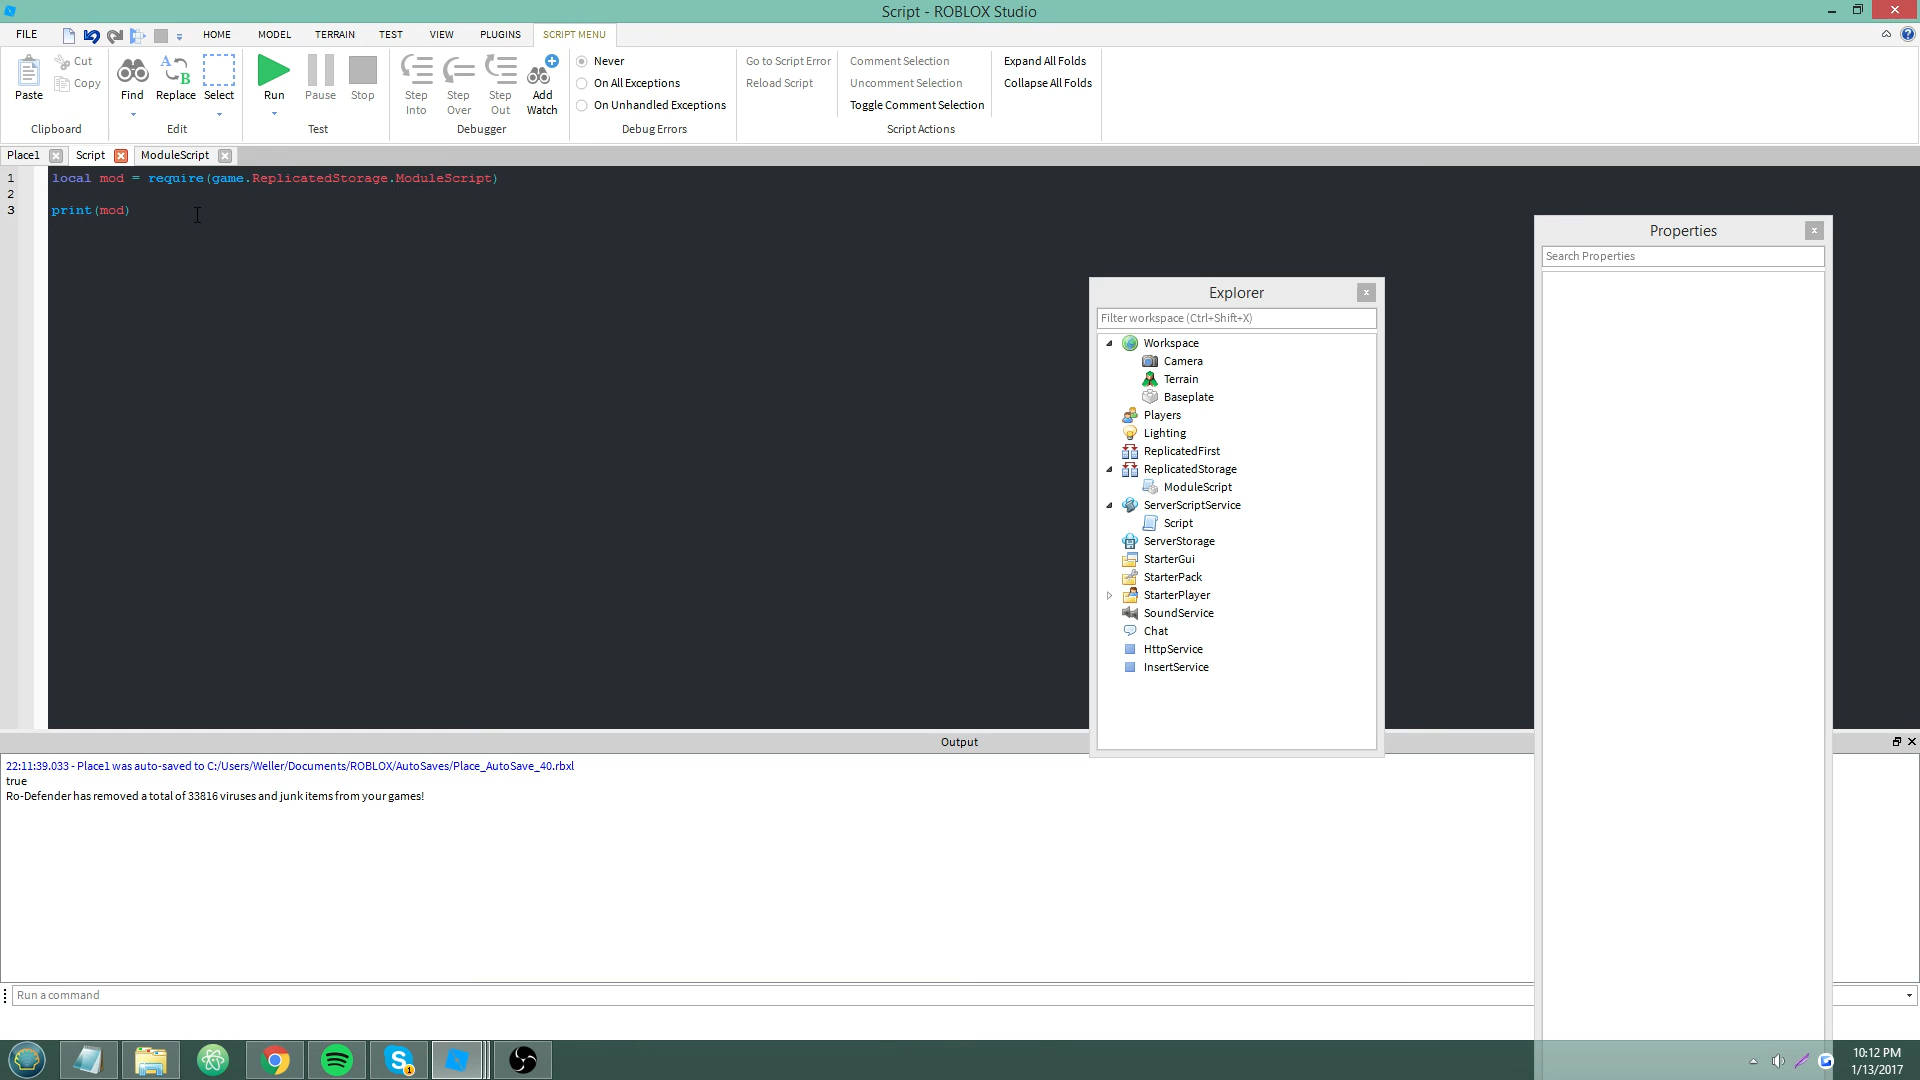 Script - ROBLOX Studio
FILE HOME MODEL TERRAIN TEST VIEW PLUGINS SCRIPT MENU
Paste
Cut
Copy
Clipboard
Find
Replace
Select
Edit
Run
Pause
Stop
Test
Step Into
Step Over
Step Out
Add Watch
Debugger
Never
On All Exceptions
On Unhandled Exceptions
Debug Errors
Go to Script Error
Reload Script
Comment Selection
Uncomment Selection
Toggle Comment Selection
Script Actions
Expand All Folds
Collapse All Folds
Place1 Script ModuleScript
1 local mod = require(game.ReplicatedStorage.ModuleScript)
2
3 print(mod)
Explorer
Filter workspace (Ctrl+Shift+X)
Workspace
Camera
Terrain
Baseplate
Players
Lighting
ReplicatedFirst
ReplicatedStorage
ModuleScript
ServerScriptService
Script
ServerStorage
StarterGui
StarterPack
StarterPlayer
SoundService
Chat
HttpService
InsertService
Properties
Search Properties
Output
22:11:39.033 - Place1 was auto-saved to C:/Users/Weller/Documents/ROBLOX/AutoSaves/Place_AutoSave_40.rbxl
true
Ro-Defender has removed a total of 33816 viruses and junk items from your games!
Run a command
10:12 PM
1/13/2017